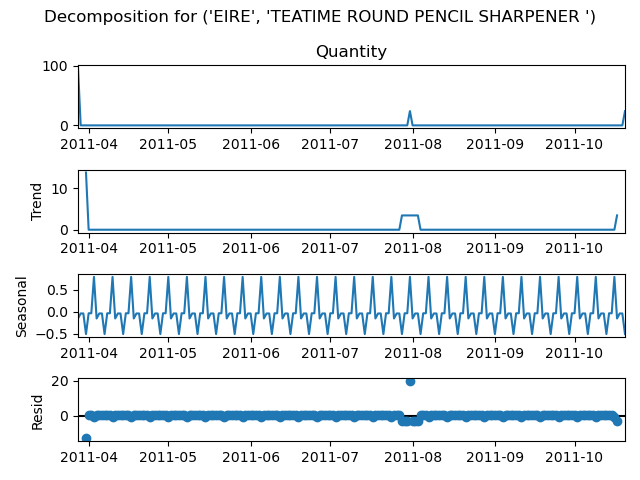 Decomposition for ('EIRE', 'TEATIME ROUND PENCIL SHARPENER ')
Quantity
100
0
2011-04 2011-05 2011-06 2011-07 2011-08 2011-09 2011-10
Trend
10
0
2011-04 2011-05 2011-06 2011-07 2011-08 2011-09 2011-10
Seasonal
0.5
0.0
−0.5
2011-04 2011-05 2011-06 2011-07 2011-08 2011-09 2011-10
Resid
20
0
2011-04 2011-05 2011-06 2011-07 2011-08 2011-09 2011-10